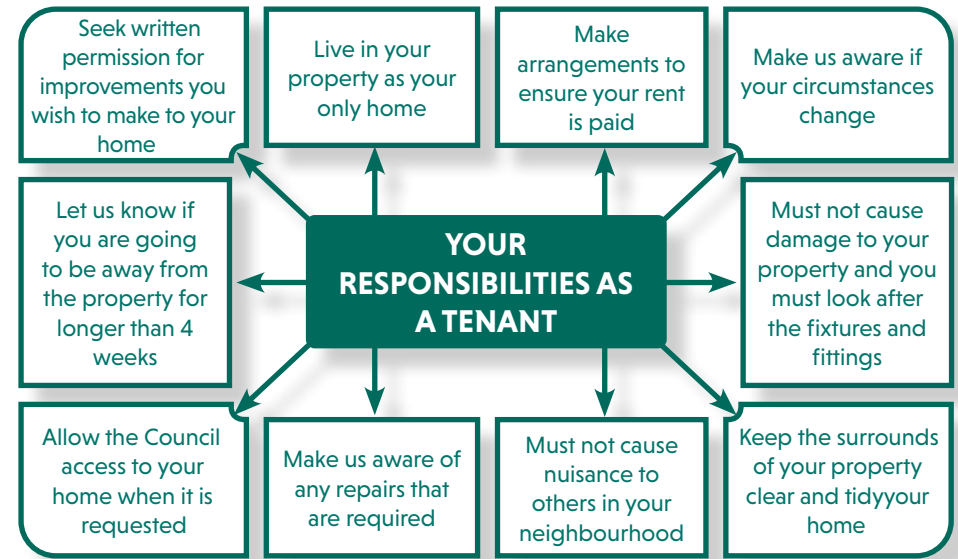 Seek written
permission for
improvements you
wish to make to your
home
Live in your
property as your
only home
Make
arrangements to
ensure your rent
is paid
Make us aware if
your circumstances
change
Let us know if
you are going
to be away from
the property for
longer than 4
weeks
YOUR
RESPONSIBILITIES AS
A TENANT
Must not cause
damage to your
property and you
must look after
the fixtures and
fittings
Allow the Council
access to your
home when it is
requested
Make us aware of
any repairs that
are required
Must not cause
nuisance to
others in your
neighbourhood
Keep the surrounds
of your property
clear and tidyyour
home